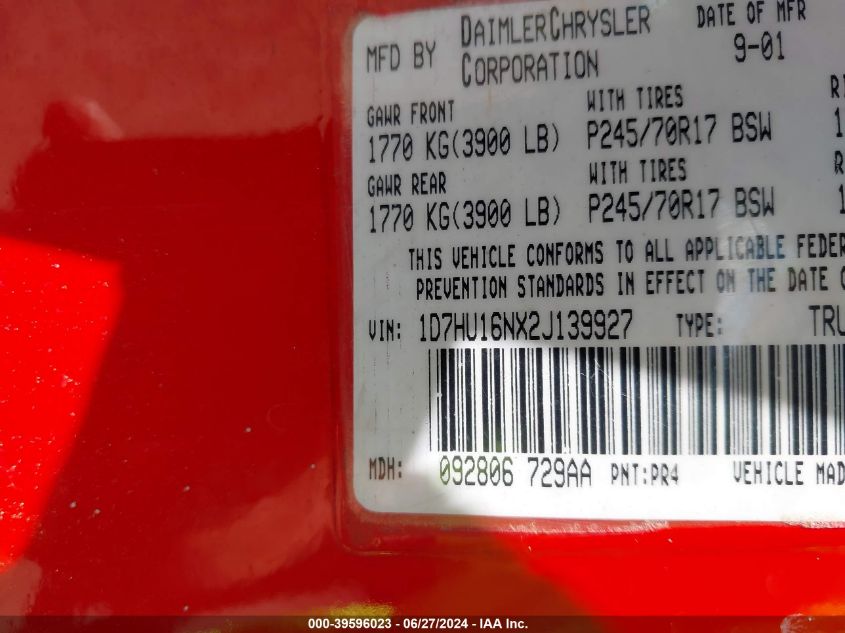 MFD BY DAIMLERCHRYSLER CORPORATION
DATE OF MFR 9-01
GAWR FRONT WITH TIRES
1770 KG(3900 LB) P245/70R17 BSW
GAWR REAR WITH TIRES
1770 KG(3900 LB) P245/70R17 BSW
THIS VEHICLE CONFORMS TO ALL APPLICABLE FEDER
PREVENTION STANDARDS IN EFFECT ON THE DATE
VIN: 1D7HU16NX2J139927 TYPE: TRU
MDH: 092806 729AA PNT:PR4 VEHICLE MAD
000-39596023 / 06/27/2024 - IAA Inc.